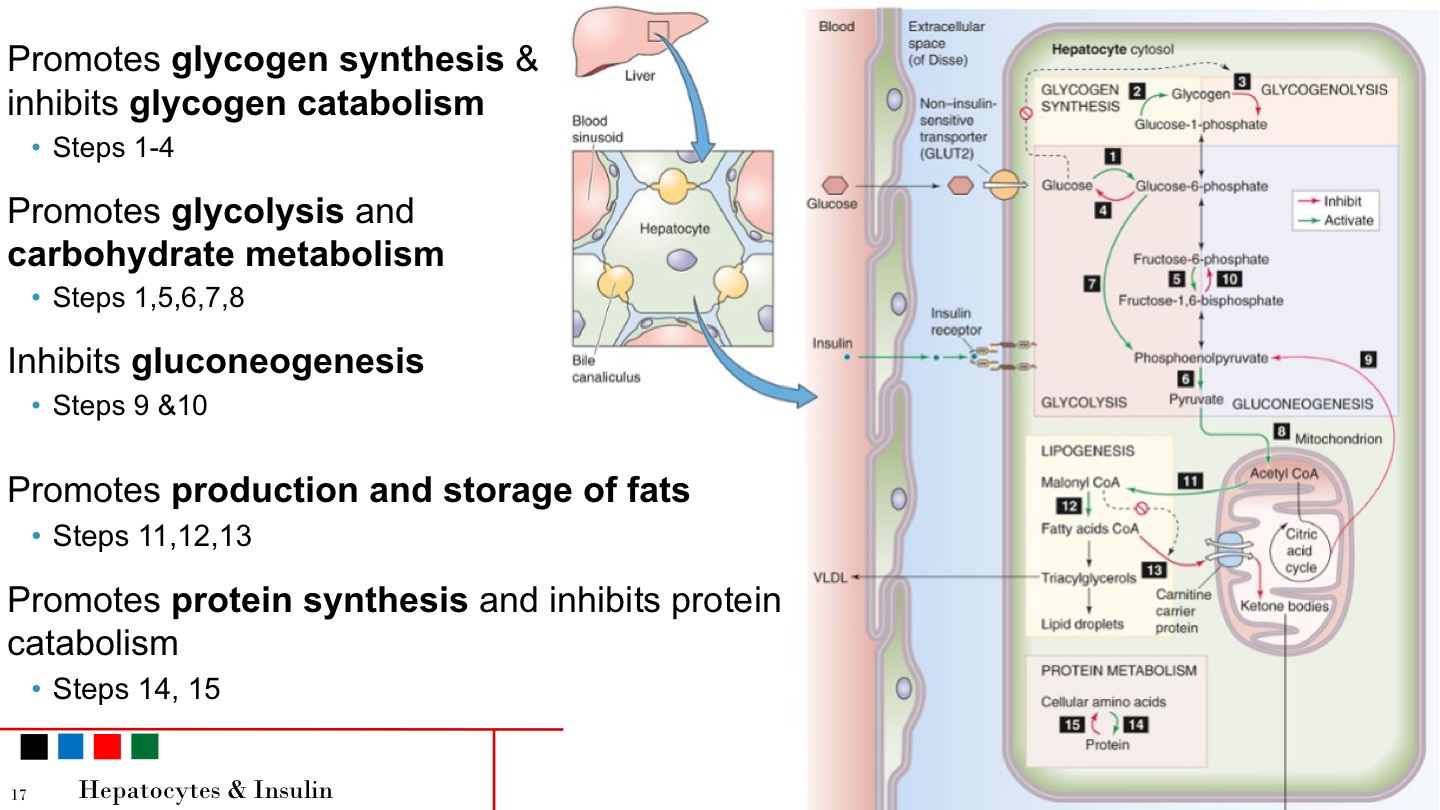 Promotes glycogen synthesis &
inhibits glycogen catabolism
• Steps 1-4
Promotes glycolysis and
carbohydrate metabolism
• Steps 1,5,6,7,8
Inhibits gluconeogenesis
• Steps 9 &10
Promotes production and storage of fats
• Steps 11,12,13
Promotes protein synthesis and inhibits protein
catabolism
• Steps 14, 15
17
Hepatocytes & Insulin
Liver
Blood
sinusoid
Hepatocyte
Bile
canaliculus
Blood
Extracellular
space
(of Disse)
Hepatocyte cytosol
Non–insulin-
sensitive
transporter
(GLUT2)
Glucose
Insulin
Insulin
receptor
VLDL
GLYCOGEN
SYNTHESIS
2
Glycogen
3
GLYCOGENOLYSIS
Glucose-1-phosphate
1
Glucose
Glucose-6-phosphate
4
Inhibit
Activate
Fructose-6-phosphate
7
5
10
Fructose-1,6-bisphosphate
Phosphoenolpyruvate
9
6
GLYCOLYSIS
Pyruvate
GLUCONEOGENESIS
8
Mitochondrion
LIPOGENESIS
Acetyl CoA
Malonyl CoA
11
12
Fatty acids CoA
Citric
acid
cycle
13
Triacylglycerols
Carnitine
carrier
protein
Ketone bodies
Lipid droplets
PROTEIN METABOLISM
Cellular amino acids
15
14
Protein